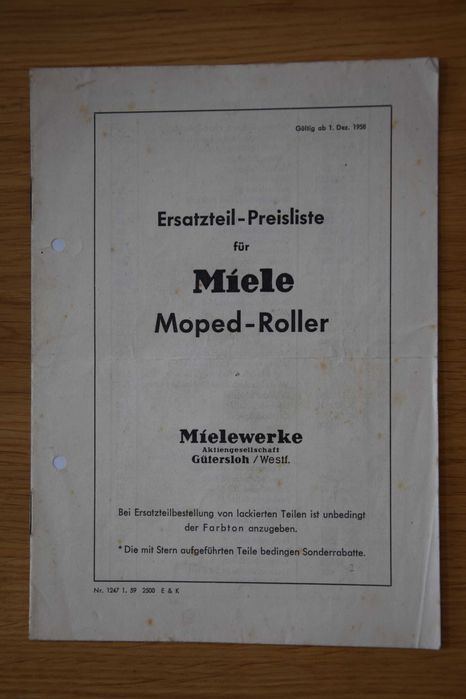 Gültig ab 1. Dez. 1958
Ersatzteil-Preisliste
für
Miele
Moped-Roller
Mielewerke
Aktiengesellschaft
Gütersloh /Westf.
Bei Ersatzteilbestellung von lackierten Teilen ist unbedingt
der Farbton anzugeben.
* Die mit Stern aufgeführten Teile bedingen Sonderrabatte.
Nr. 1247 1. 59 2500 E & K